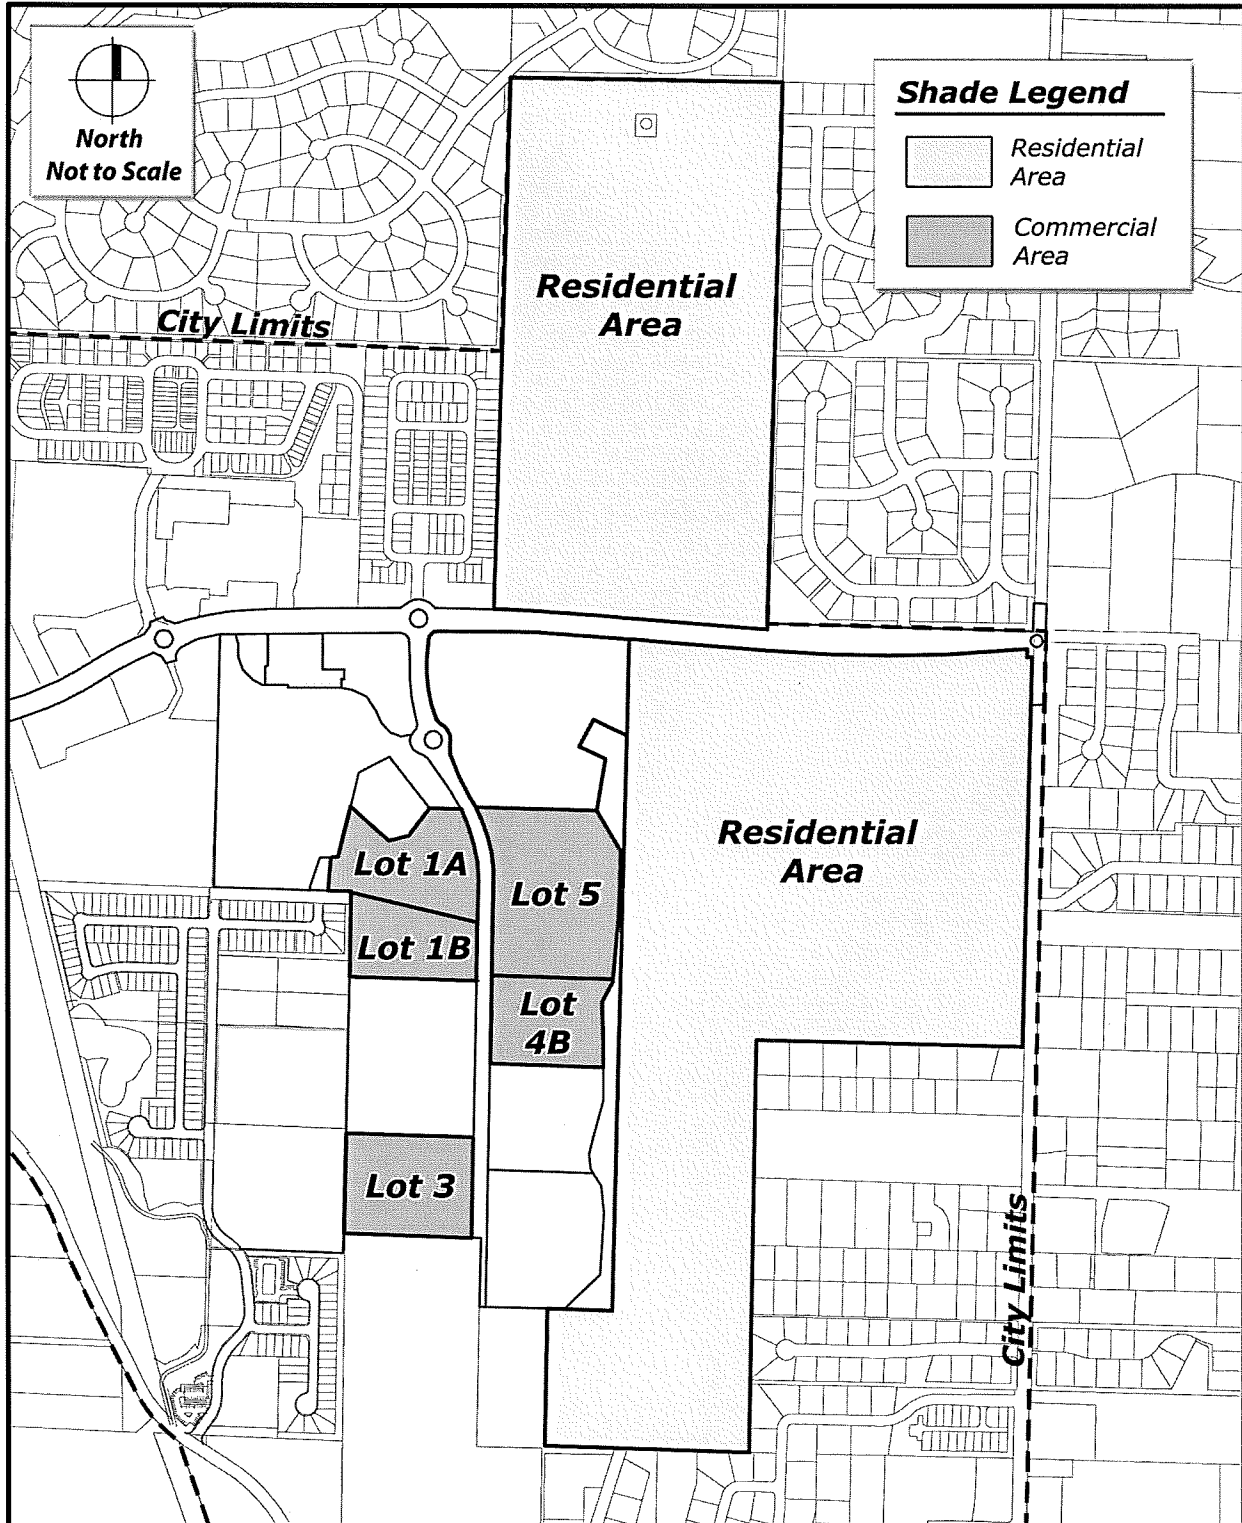 North
Not to Scale
Shade Legend
Residential
Area
Commercial
Area
Residential
Area
City Limits
Residential
Area
Lot 1A
Lot 5
Lot 1B
Lot
4B
Lot 3
City Limits